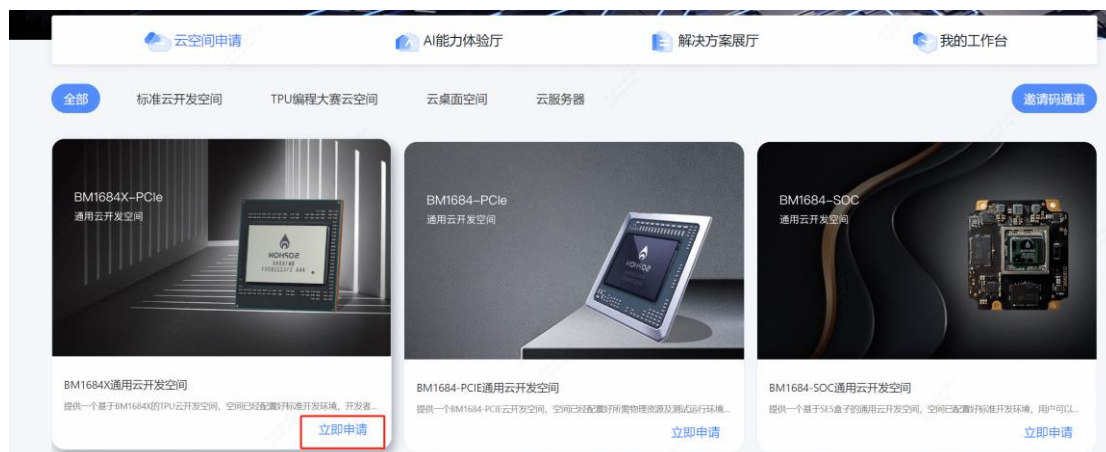 云空间申请
AI能力体验厅
解决方案展厅
我的工作台
全部
标准云开发空间
TPU编程大赛云空间
云桌面空间
云服务器
邀请码通道
BM1684X-PCIe
通用云开发空间
SOPHON
BM1684-PCIe
通用云开发空间
SOPHON
BM1684-SOC
通用云开发空间
BM1684X通用云开发空间
提供一个基于BM1684X的TPU云开发空间，空间已经配置好标准开发环境，开发者...
立即申请
BM1684-PCIE通用云开发空间
提供一个BM1684-PCIE云开发空间，空间已经配置好所需物理资源及测试运行环境...
立即申请
BM1684-SOC通用云开发空间
提供一个基于SE5盒子的通用云开发空间，空间已配置好标准开发环境，用户可以...
立即申请